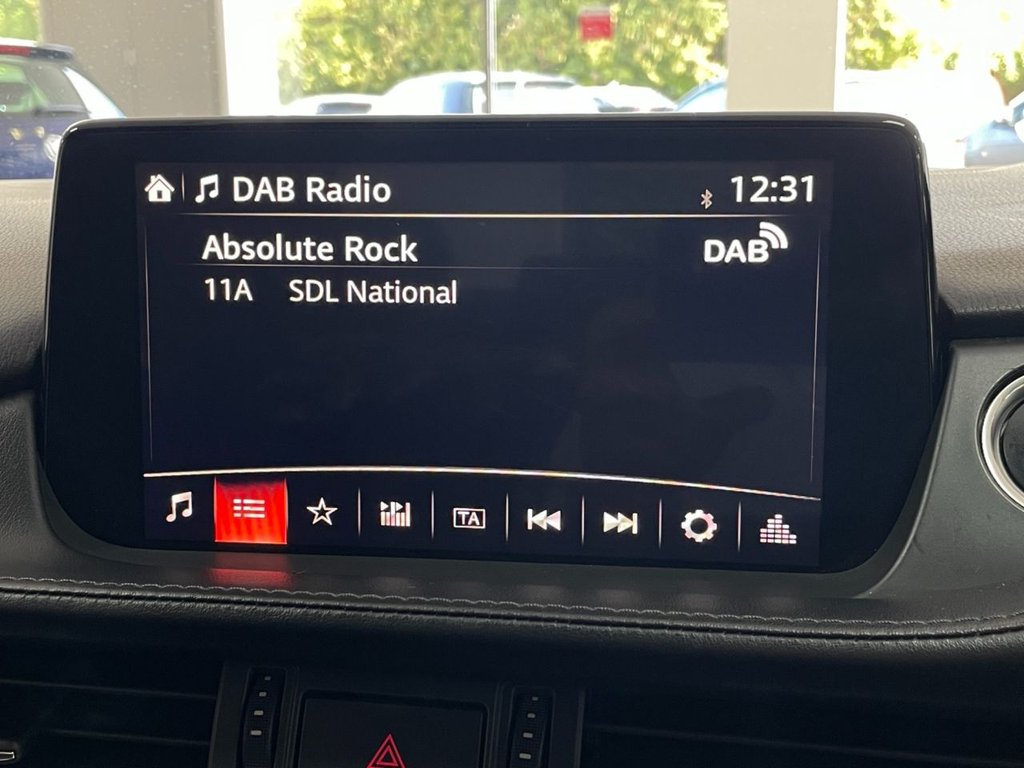 DAB Radio 12:31
Absolute Rock DAB
11A SDL National
TA